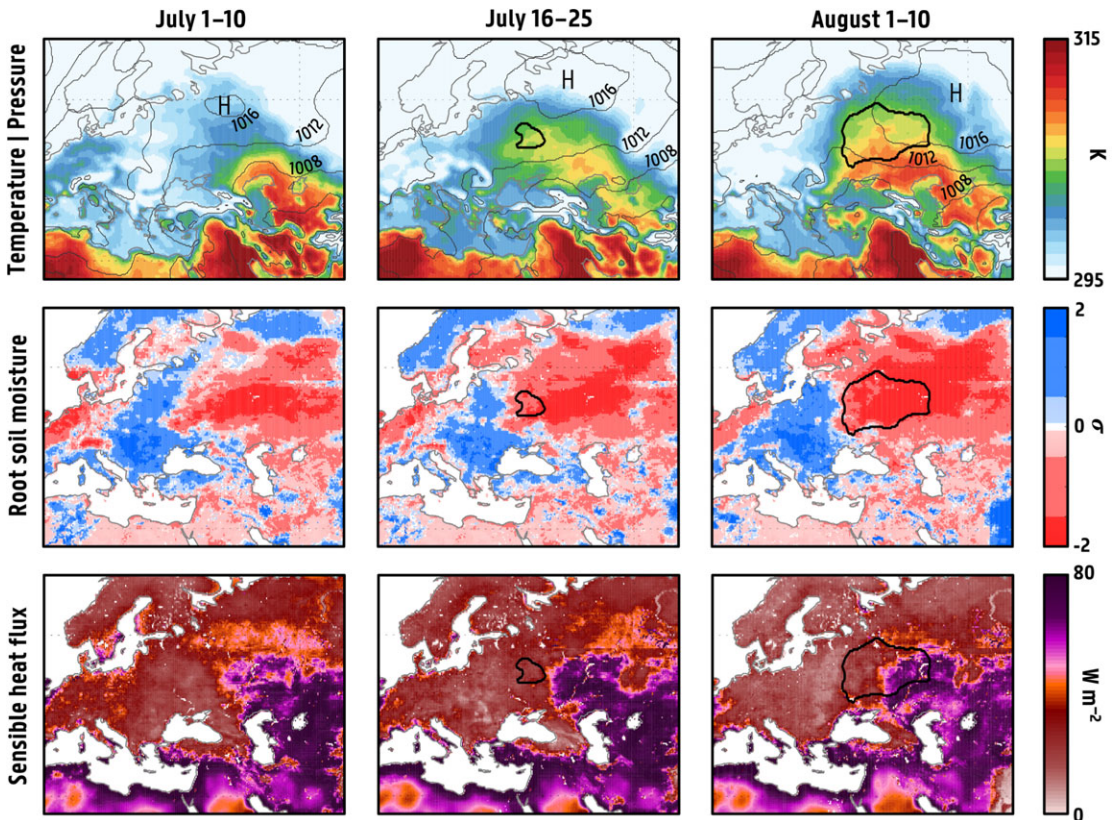 July 1–10
July 16–25
August 1–10
Temperature | Pressure
H
1016
1012
1008
H
1016
1012
1008
H
1016
1012
1008
315
K
295
Root soil moisture
2
0
σ
-2
Sensible heat flux
80
W m−2
0